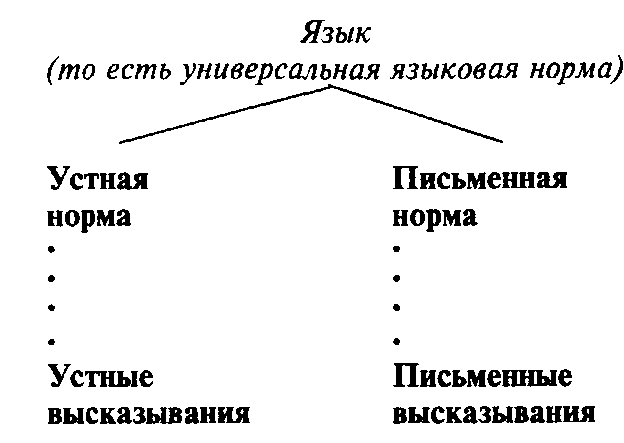 Язык
(то есть универсальная языковая норма)
Устная
норма
Письменная
норма
Устные
высказывания
Письменные
высказывания